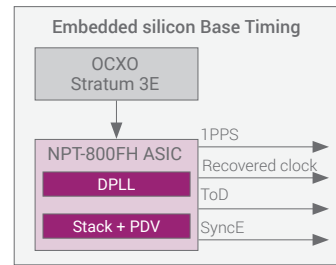 Embedded silicon Base Timing
OCXO
Stratum 3E
NPT-800FH ASIC
DPLL
Stack + PDV
1PPS
Recovered clock
ToD
SyncE